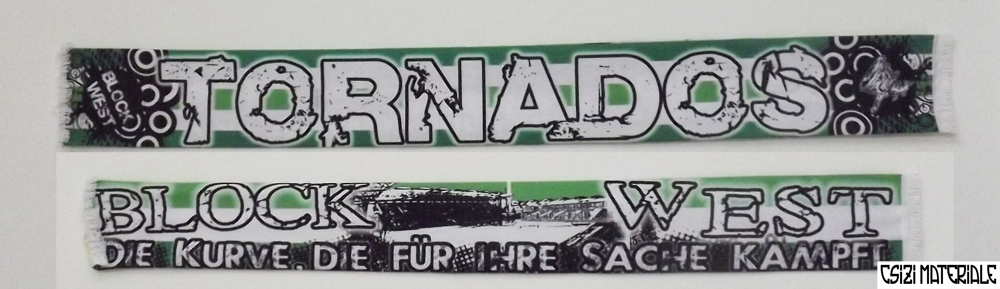 BLOCK WEST
TORNADOS
BLOCK WEST
DIE KURVE. DIE FÜR IHRE SACHE KÄMPFT
CSIZI MATERIALE